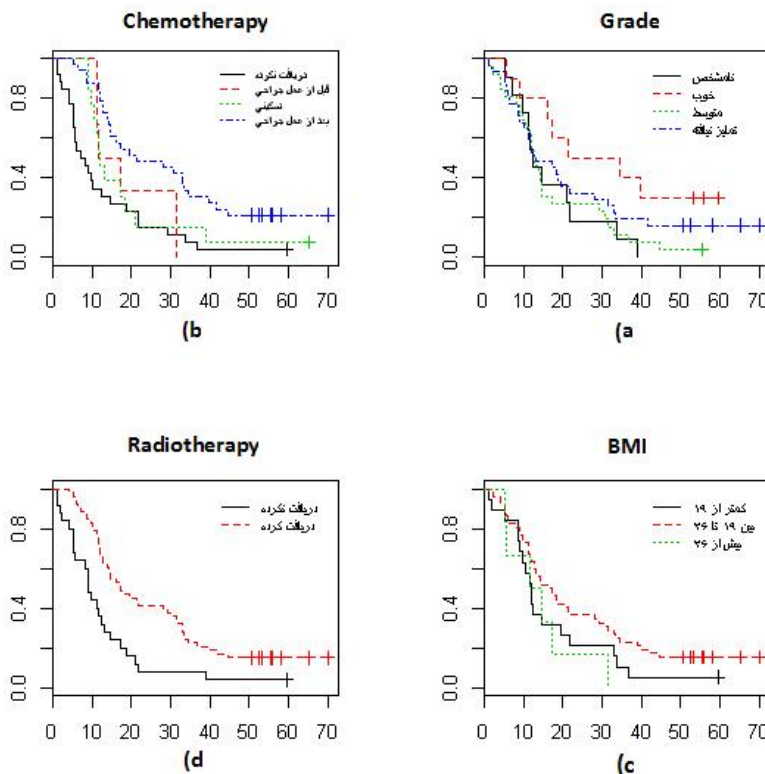 Chemotherapy
0.8
0.4
0.0
دریافت نکرده
قبل از عمل جراحي
تسکيني
بعد از عمل جراحي
0 10 20 30 40 50 60 70
(b
Grade
0.8
0.4
0.0
نامشخص
خوب
متوسط
تمایز نیافته
0 10 20 30 40 50 60 70
(a
Radiotherapy
0.8
0.4
0.0
دریافت نکرده
دریافت کرده
0 10 20 30 40 50 60 70
(d
BMI
0.8
0.4
0.0
کمتر از ۱۹
بین ۱۹ تا ۲۶
بیش از ۲۶
0 10 20 30 40 50 60 70
(c